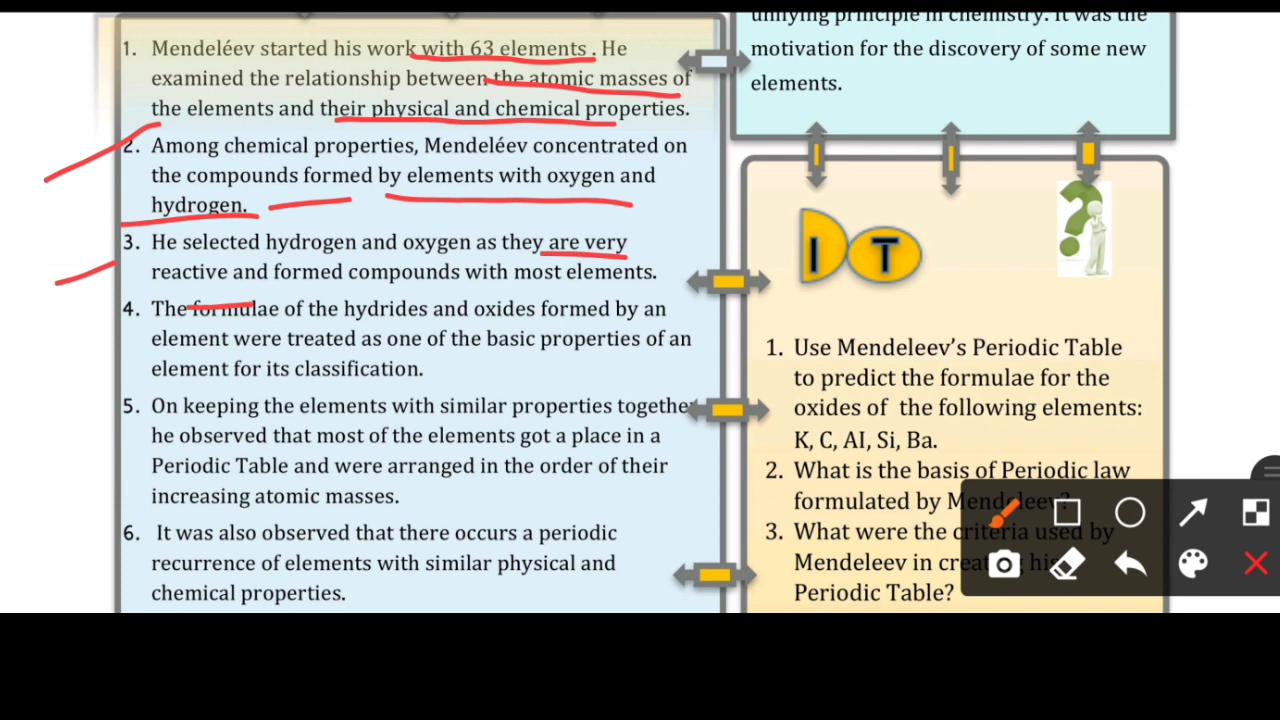 1. Mendeléev started his work with 63 elements . He
examined the relationship between the atomic masses of
the elements and their physical and chemical properties.
2. Among chemical properties, Mendeléev concentrated on
the compounds formed by elements with oxygen and
hydrogen.
3. He selected hydrogen and oxygen as they are very
reactive and formed compounds with most elements.
4. The formulae of the hydrides and oxides formed by an
element were treated as one of the basic properties of an
element for its classification.
5. On keeping the elements with similar properties togethe
he observed that most of the elements got a place in a
Periodic Table and were arranged in the order of their
increasing atomic masses.
6. It was also observed that there occurs a periodic
recurrence of elements with similar physical and
chemical properties.
unifying principle in chemistry. It was the
motivation for the discovery of some new
elements.
I T
1. Use Mendeleev’s Periodic Table
to predict the formulae for the
oxides of the following elements:
K, C, AI, Si, Ba.
2. What is the basis of Periodic law
formulated by Mendeleev?
3. What were the criteria used by
Mendeleev in creating his
Periodic Table?